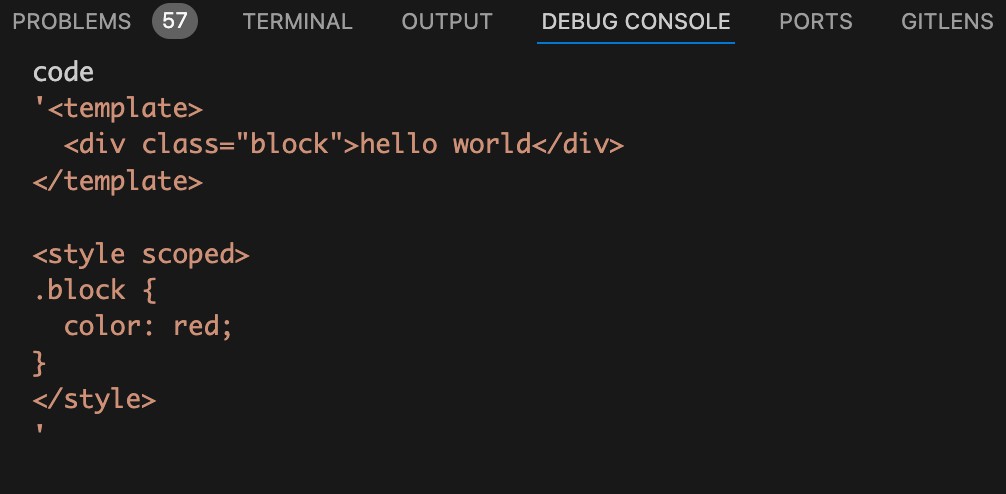 PROBLEMS 57 TERMINAL OUTPUT DEBUG CONSOLE PORTS GITLENS
code
'<template>
  <div class="block">hello world</div>
</template>

<style scoped>
.block {
  color: red;
}
</style>
'